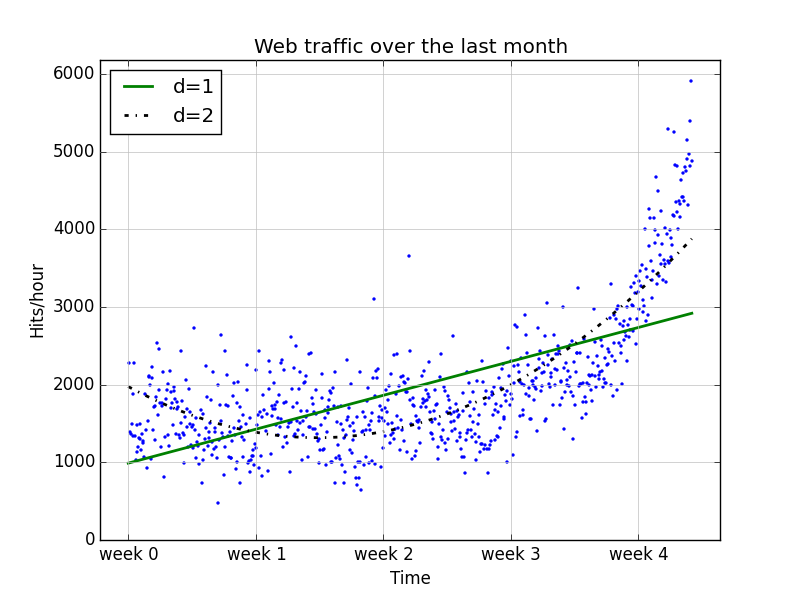 Web traffic over the last month
d=1
d=2
6000
5000
4000
3000
2000
1000
0
Hits/hour
week 0 week 1 week 2 week 3 week 4
Time